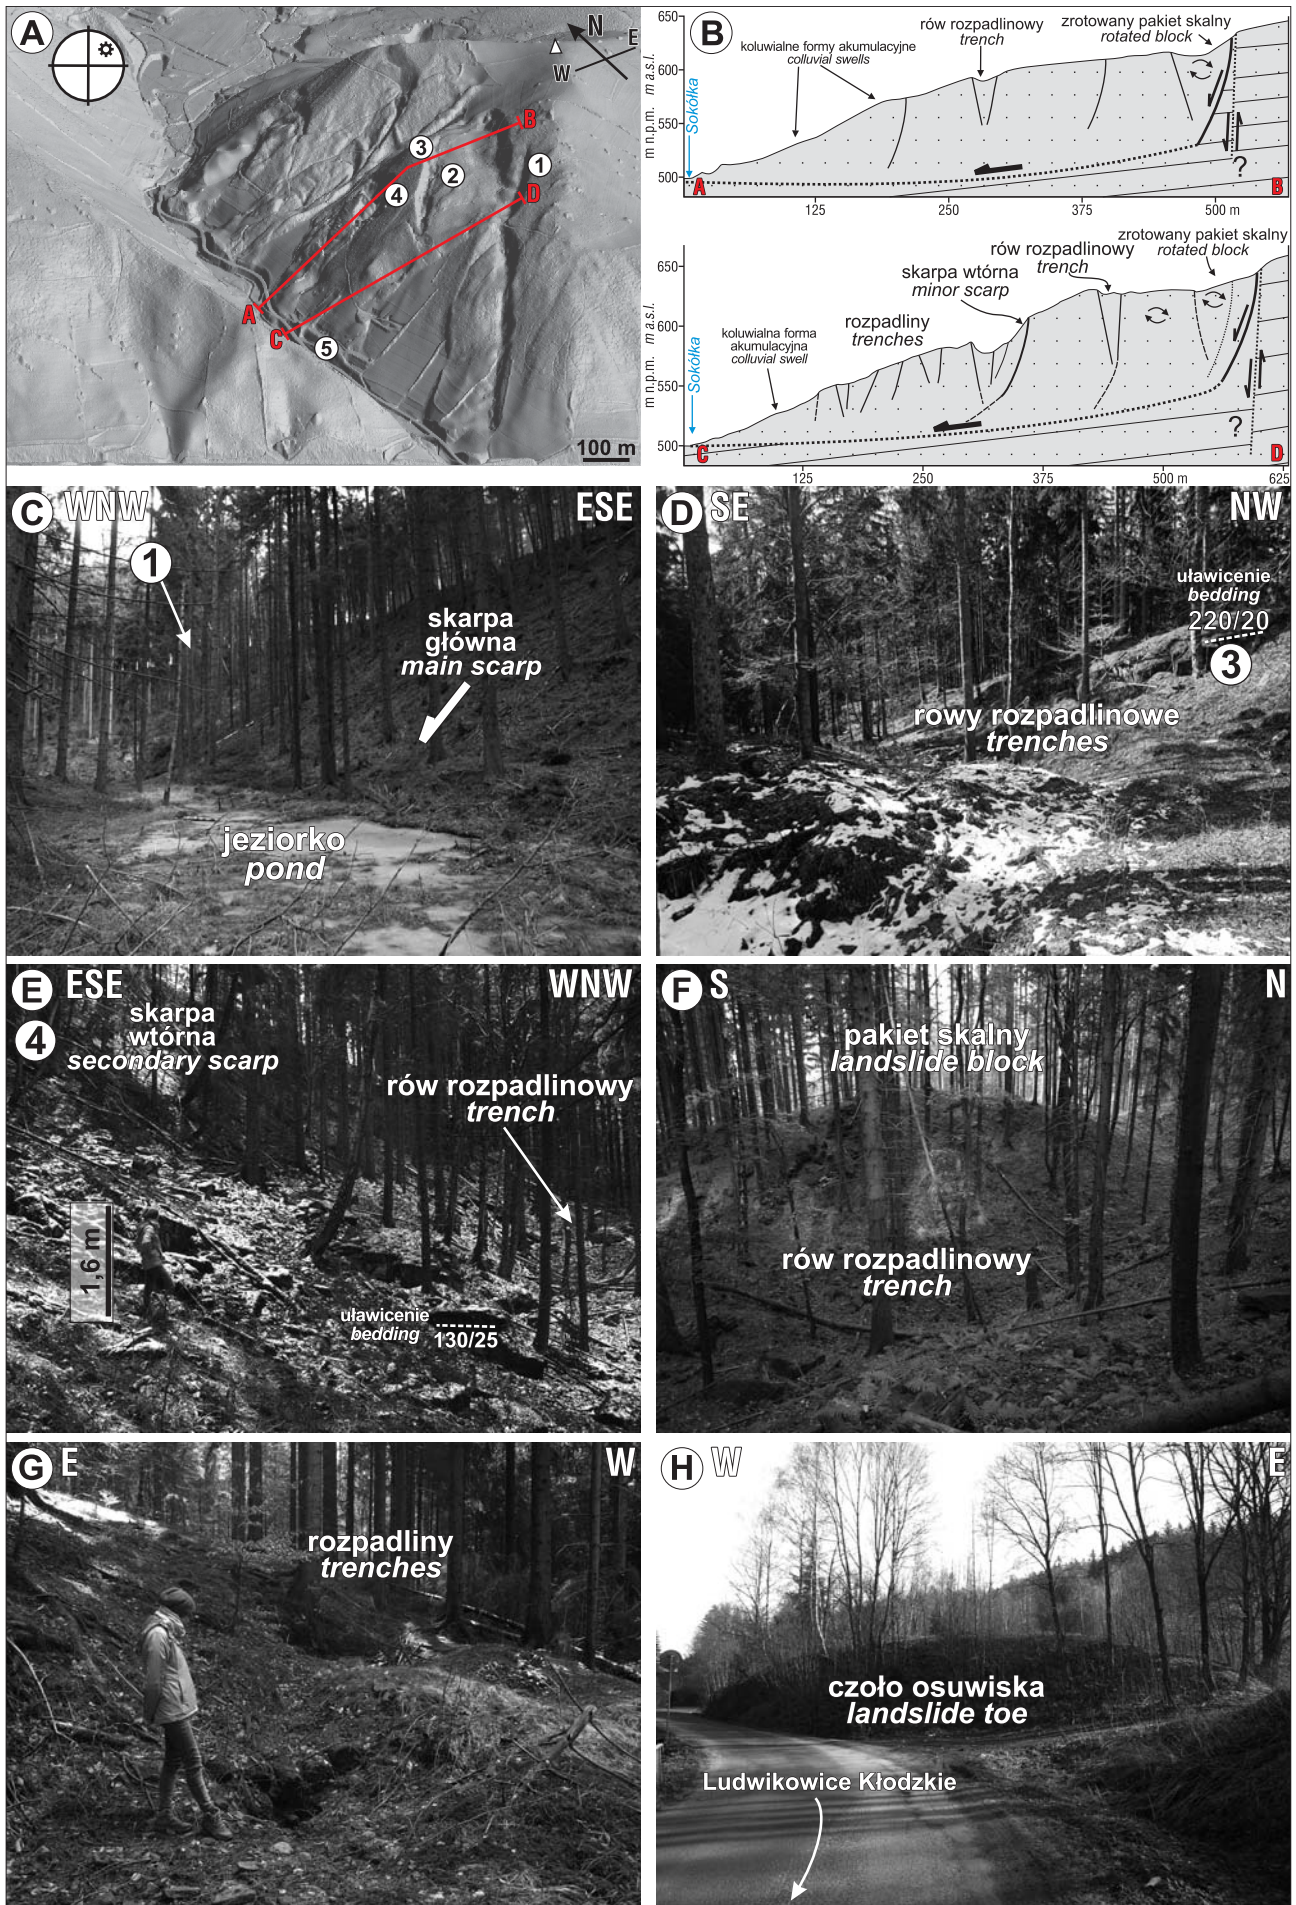 A
N
E
W
B
D
A
C
1
2
3
4
5
100 m
B
650
600
550
500
m n.p.m. m a.s.l.
Sokółka
koluwialne formy akumulacyjne
colluvial swells
rów rozpadlinowy
trench
zrotowany pakiet skalny
rotated block
?
A
B
125
250
375
500 m
650
600
550
500
m n.p.m. m a.s.l.
Sokółka
koluwialna forma
akumulacyjna
colluvial swell
rozpadliny
trenches
skarpa wtórna
minor scarp
rów rozpadlinowy
trench
zrotowany pakiet skalny
rotated block
?
C
D
125
250
375
500 m
625
C WNW
ESE
1
skarpa
główna
main scarp
jeziorko
pond
D SE
NW
uławicenie
bedding
220/20
3
rowy rozpadlinowe
trenches
E ESE
WNW
4
skarpa
wtórna
secondary scarp
rów rozpadlinowy
trench
1,6 m
uławicenie
bedding
130/25
F S
N
pakiet skalny
landslide block
rów rozpadlinowy
trench
G E
W
rozpadliny
trenches
H W
E
czoło osuwiska
landslide toe
Ludwikowice Kłodzkie